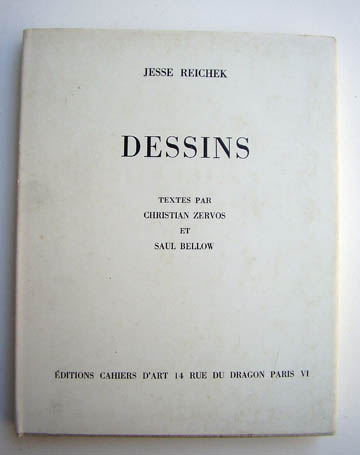 JESSE REICHEK
DESSINS
TEXTES PAR
CHRISTIAN ZERVOS
ET
SAUL BELLOW
ÉDITIONS CAHIERS D'ART 14 RUE DU DRAGON PARIS VI